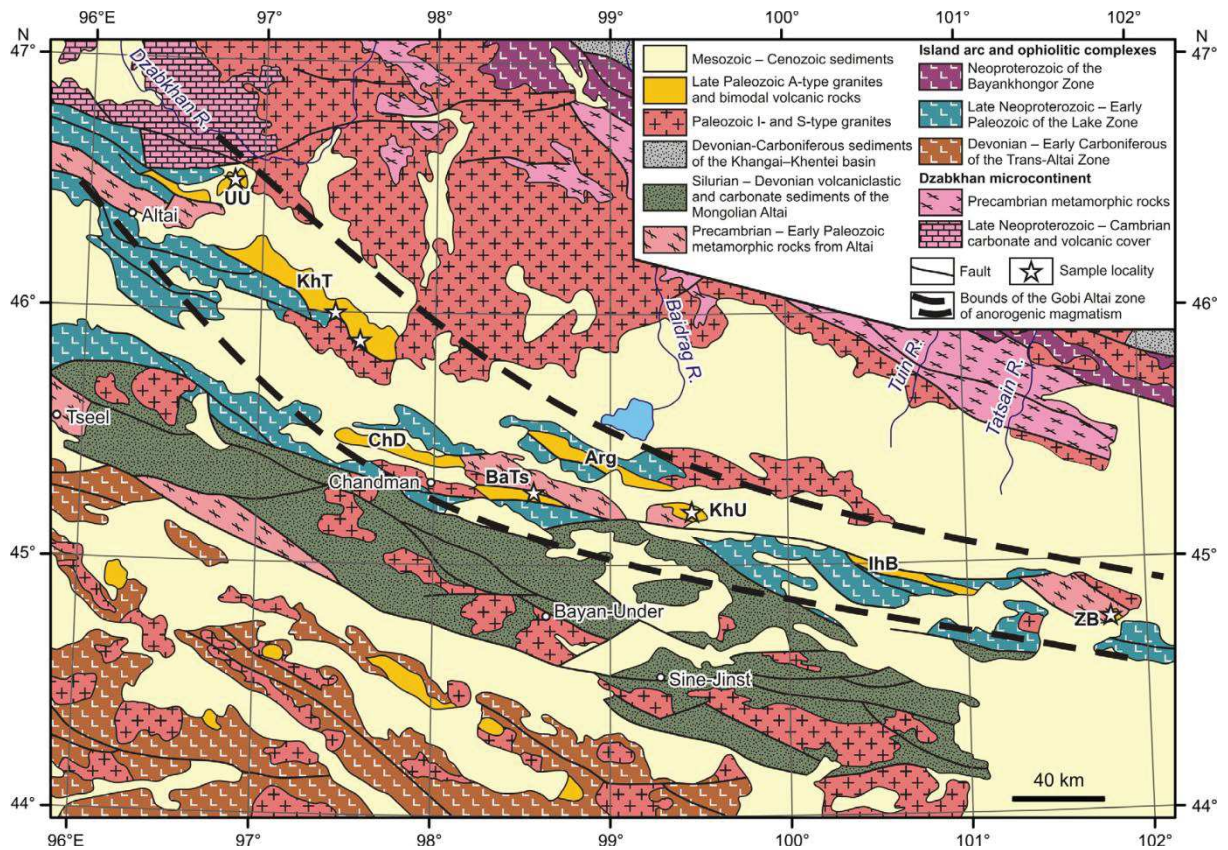 96°E
97°
98°
99°
100°
101°
102°
N
N
47°
47°
Mesozoic – Cenozoic sediments
Late Paleozoic A-type granites
and bimodal volcanic rocks
Paleozoic I- and S-type granites
Devonian-Carboniferous sediments
of the Khangai–Khentei basin
Silurian – Devonian volcaniclastic
and carbonate sediments of the
Mongolian Altai
Precambrian – Early Paleozoic
metamorphic rocks from Altai
Island arc and ophiolitic complexes
Neoproterozoic of the
Bayankhongor Zone
Late Neoproterozoic – Early
Paleozoic of the Lake Zone
Devonian – Early Carboniferous
of the Trans-Altai Zone
Dzabkhan microcontinent
Precambrian metamorphic rocks
Late Neoproterozoic – Cambrian
carbonate and volcanic cover
Fault
Sample locality
Bounds of the Gobi Altai zone
of anorogenic magmatism
Dzabkhan R.
UU
Altai
KhT
46°
46°
Baidrag R.
Tuin R.
Tatsain R.
Tseel
ChD
Arg
Chandman
BaTs
KhU
45°
45°
IhB
ZB
Bayan-Under
Sine-Jinst
40 km
44°
44°
96°E
97°
98°
99°
100°
101°
102°